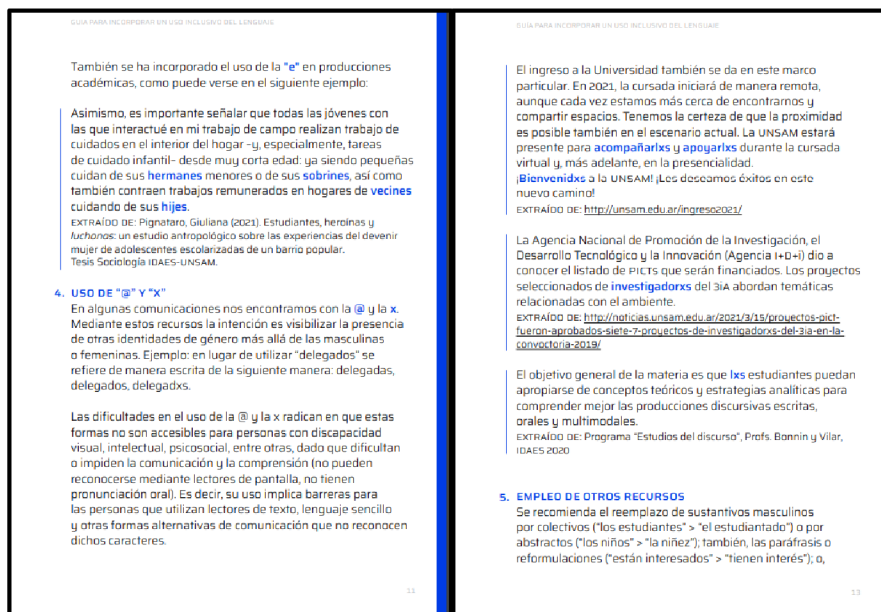 GUÍA PARA INCORPORAR UN USO INCLUSIVO DEL LENGUAJE
También se ha incorporado el uso de la "e" en producciones
académicas, como puede verse en el siguiente ejemplo:
Asimismo, es importante señalar que todas las jóvenes con
las que interactué en mi trabajo de campo realizan trabajo de
cuidados en el interior del hogar –y, especialmente, tareas
de cuidado infantil– desde muy corta edad: ya siendo pequeñas
cuidan de sus hermanes menores o de sus sobrines, así como
también contraen trabajos remunerados en hogares de vecines
cuidando de sus hijes.
EXTRAÍDO DE: Pignataro, Giuliana (2021). Estudiantes, heroínas y
luchonas: un estudio antropológico sobre las experiencias del devenir
mujer de adolescentes escolarizadas de un barrio popular.
Tesis Sociología IDAES-UNSAM.
4. USO DE "@" Y "X"
En algunas comunicaciones nos encontramos con la @ y la x.
Mediante estos recursos la intención es visibilizar la presencia
de otras identidades de género más allá de las masculinas
o femeninas. Ejemplo: en lugar de utilizar "delegados" se
refiere de manera escrita de la siguiente manera: delegadas,
delegados, delegadxs.
Las dificultades en el uso de la @ y la x radican en que estas
formas no son accesibles para personas con discapacidad
visual, intelectual, psicosocial, entre otras, dado que dificultan
o impiden la comunicación y la comprensión (no pueden
reconocerse mediante lectores de pantalla, no tienen
pronunciación oral). Es decir, su uso implica barreras para
las personas que utilizan lectores de texto, lenguaje sencillo
y otras formas alternativas de comunicación que no reconocen
dichos caracteres.
11
GUÍA PARA INCORPORAR UN USO INCLUSIVO DEL LENGUAJE
El ingreso a la Universidad también se da en este marco
particular. En 2021, la cursada iniciará de manera remota,
aunque cada vez estamos más cerca de encontrarnos y
compartir espacios. Tenemos la certeza de que la proximidad
es posible también en el escenario actual. La UNSAM estará
presente para acompañarlxs y apoyarlxs durante la cursada
virtual y, más adelante, en la presencialidad.
¡Bienvenidxs a la UNSAM! ¡Les deseamos éxitos en este
nuevo camino!
EXTRAÍDO DE: http://unsam.edu.ar/ingreso2021/
La Agencia Nacional de Promoción de la Investigación, el
Desarrollo Tecnológico y la Innovación (Agencia I+D+i) dio a
conocer el listado de PICTS que serán financiados. Los proyectos
seleccionados de investigadorxs del 3iA abordan temáticas
relacionadas con el ambiente.
EXTRAÍDO DE: http://noticias.unsam.edu.ar/2021/3/15/proyectos-pict-
fueron-aprobados-siete-7-proyectos-de-investigadorxs-del-3ia-en-la-
convoctoria-2019/
El objetivo general de la materia es que lxs estudiantes puedan
apropiarse de conceptos teóricos y estrategias analíticas para
comprender mejor las producciones discursivas escritas,
orales y multimodales.
EXTRAÍDO DE: Programa "Estudios del discurso", Profs. Bonnin y Vilar,
IDAES 2020
5. EMPLEO DE OTROS RECURSOS
Se recomienda el reemplazo de sustantivos masculinos
por colectivos ("los estudiantes" > "el estudiantado") o por
abstractos ("los niños" > "la niñez"); también, las paráfrasis o
reformulaciones ("están interesados" > "tienen interés"); o,
13